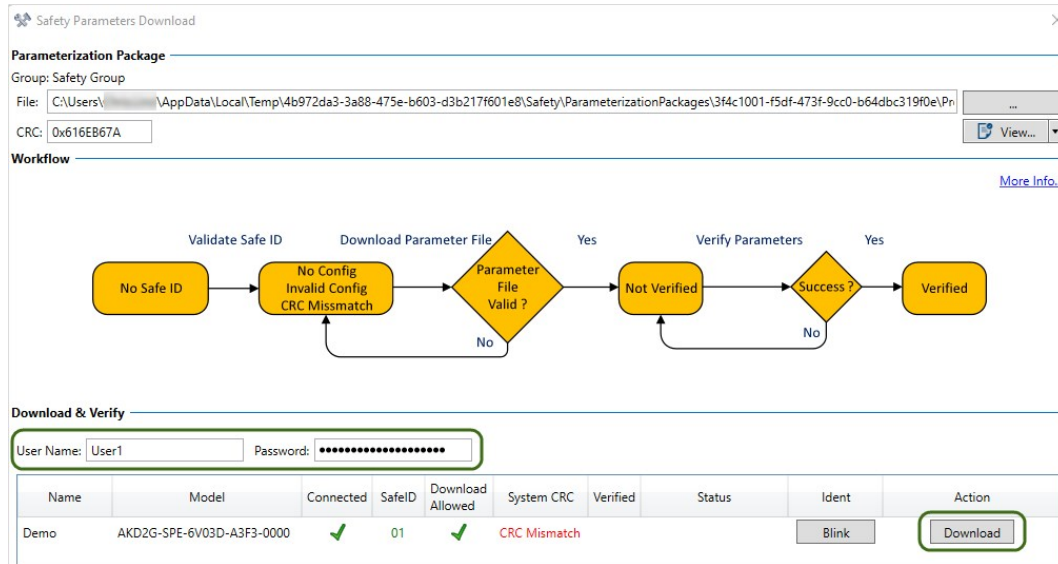 Safety Parameters Download
Parameterization Package
Group: Safety Group
File: C:\Users\ \AppData\Local\Temp\4b972da3-3a88-475e-b603-d3b217f601e8\Safety\ParameterizationPackages\3f4c1001-f5df-473f-9cc0-b64dbc319f0e\Pr
...
CRC: 0x616EB67A
View...
Workflow
More Info.
Validate Safe ID Download Parameter File Yes Verify Parameters Yes
No Safe ID
No Config
Invalid Config
CRC Missmatch
Parameter
File
Valid ?
Not Verified
Success ?
Verified
No
No
Download & Verify
User Name: User1 Password: ••••••••••••••••••••
Name Model Connected SafeID Download Allowed System CRC Verified Status Ident Action
Demo AKD2G-SPE-6V03D-A3F3-0000 01 CRC Mismatch Blink Download